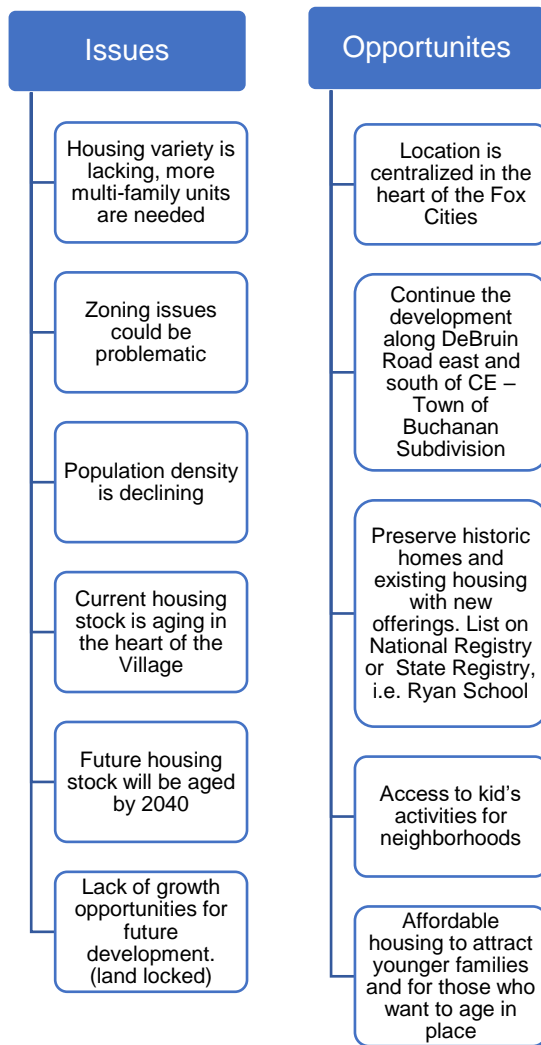 Issues
Housing variety is
lacking, more
multi-family units
are needed
Zoning issues
could be
problematic
Population density
is declining
Current housing
stock is aging in
the heart of the
Village
Future housing
stock will be aged
by 2040
Lack of growth
opportunities for
future
development.
(land locked)
Opportunites
Location is
centralized in the
heart of the Fox
Cities
Continue the
development
along DeBruin
Road east and
south of CE –
Town of
Buchanan
Subdivision
Preserve historic
homes and
existing housing
with new
offerings. List on
National Registry
or State Registry,
i.e. Ryan School
Access to kid's
activities for
neighborhoods
Affordable
housing to attract
younger families
and for those who
want to age in
place